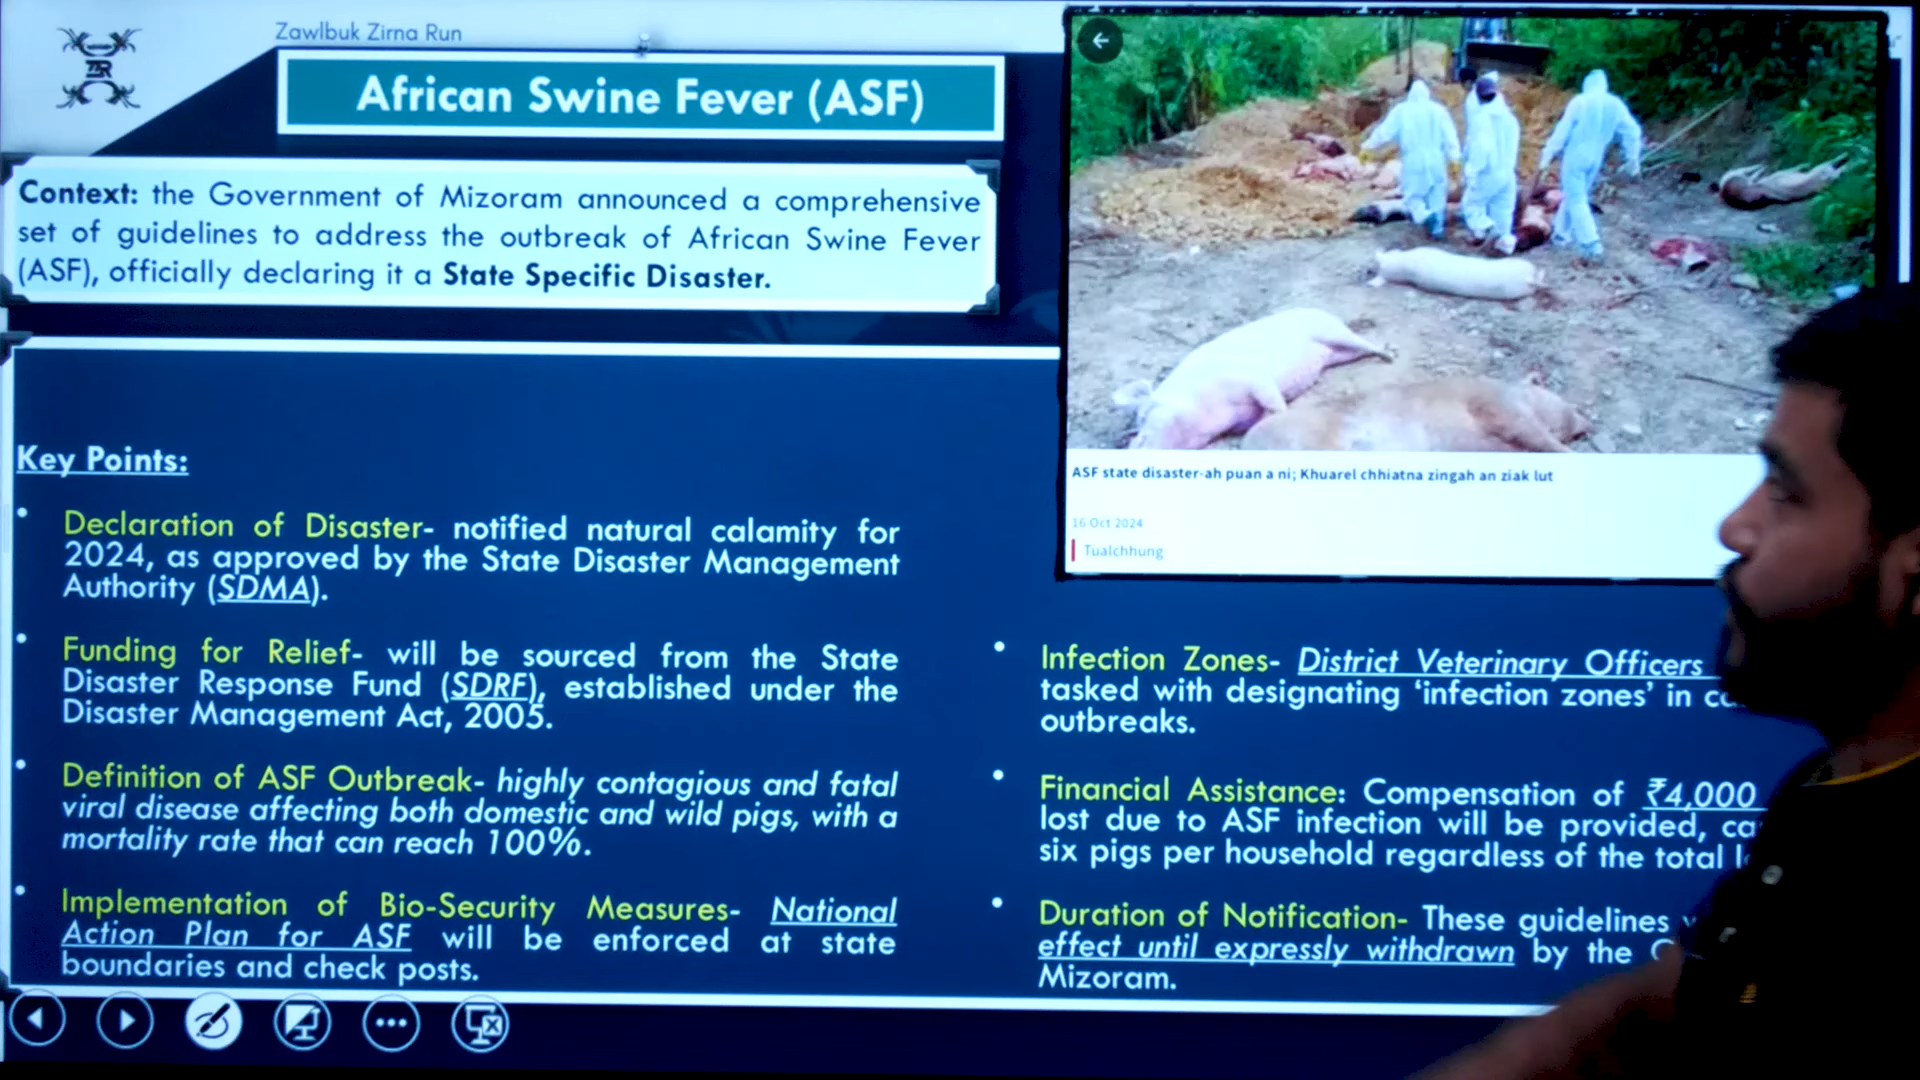 Zawlbuk Zirna Run
ZR
African Swine Fever (ASF)
Context: the Government of Mizoram announced a comprehensive
set of guidelines to address the outbreak of African Swine Fever
(ASF), officially declaring it a State Specific Disaster.
ASF state disaster-ah puan a ni; Khuarel chhiatna zingah an ziak lut
16 Oct 2024
Tualchhung
Key Points:
• Declaration of Disaster- notified natural calamity for
2024, as approved by the State Disaster Management
Authority (SDMA).
• Funding for Relief- will be sourced from the State
Disaster Response Fund (SDRF), established under the
Disaster Management Act, 2005.
• Definition of ASF Outbreak- highly contagious and fatal
viral disease affecting both domestic and wild pigs, with a
mortality rate that can reach 100%.
• Implementation of Bio-Security Measures- National
Action Plan for ASF will be enforced at state
boundaries and check posts.
• Infection Zones- District Veterinary Officers
tasked with designating ‘infection zones’ in
outbreaks.
• Financial Assistance: Compensation of ₹4,000
lost due to ASF infection will be provided,
six pigs per household regardless of the total
• Duration of Notification- These guidelines
effect until expressly withdrawn by the
Mizoram.